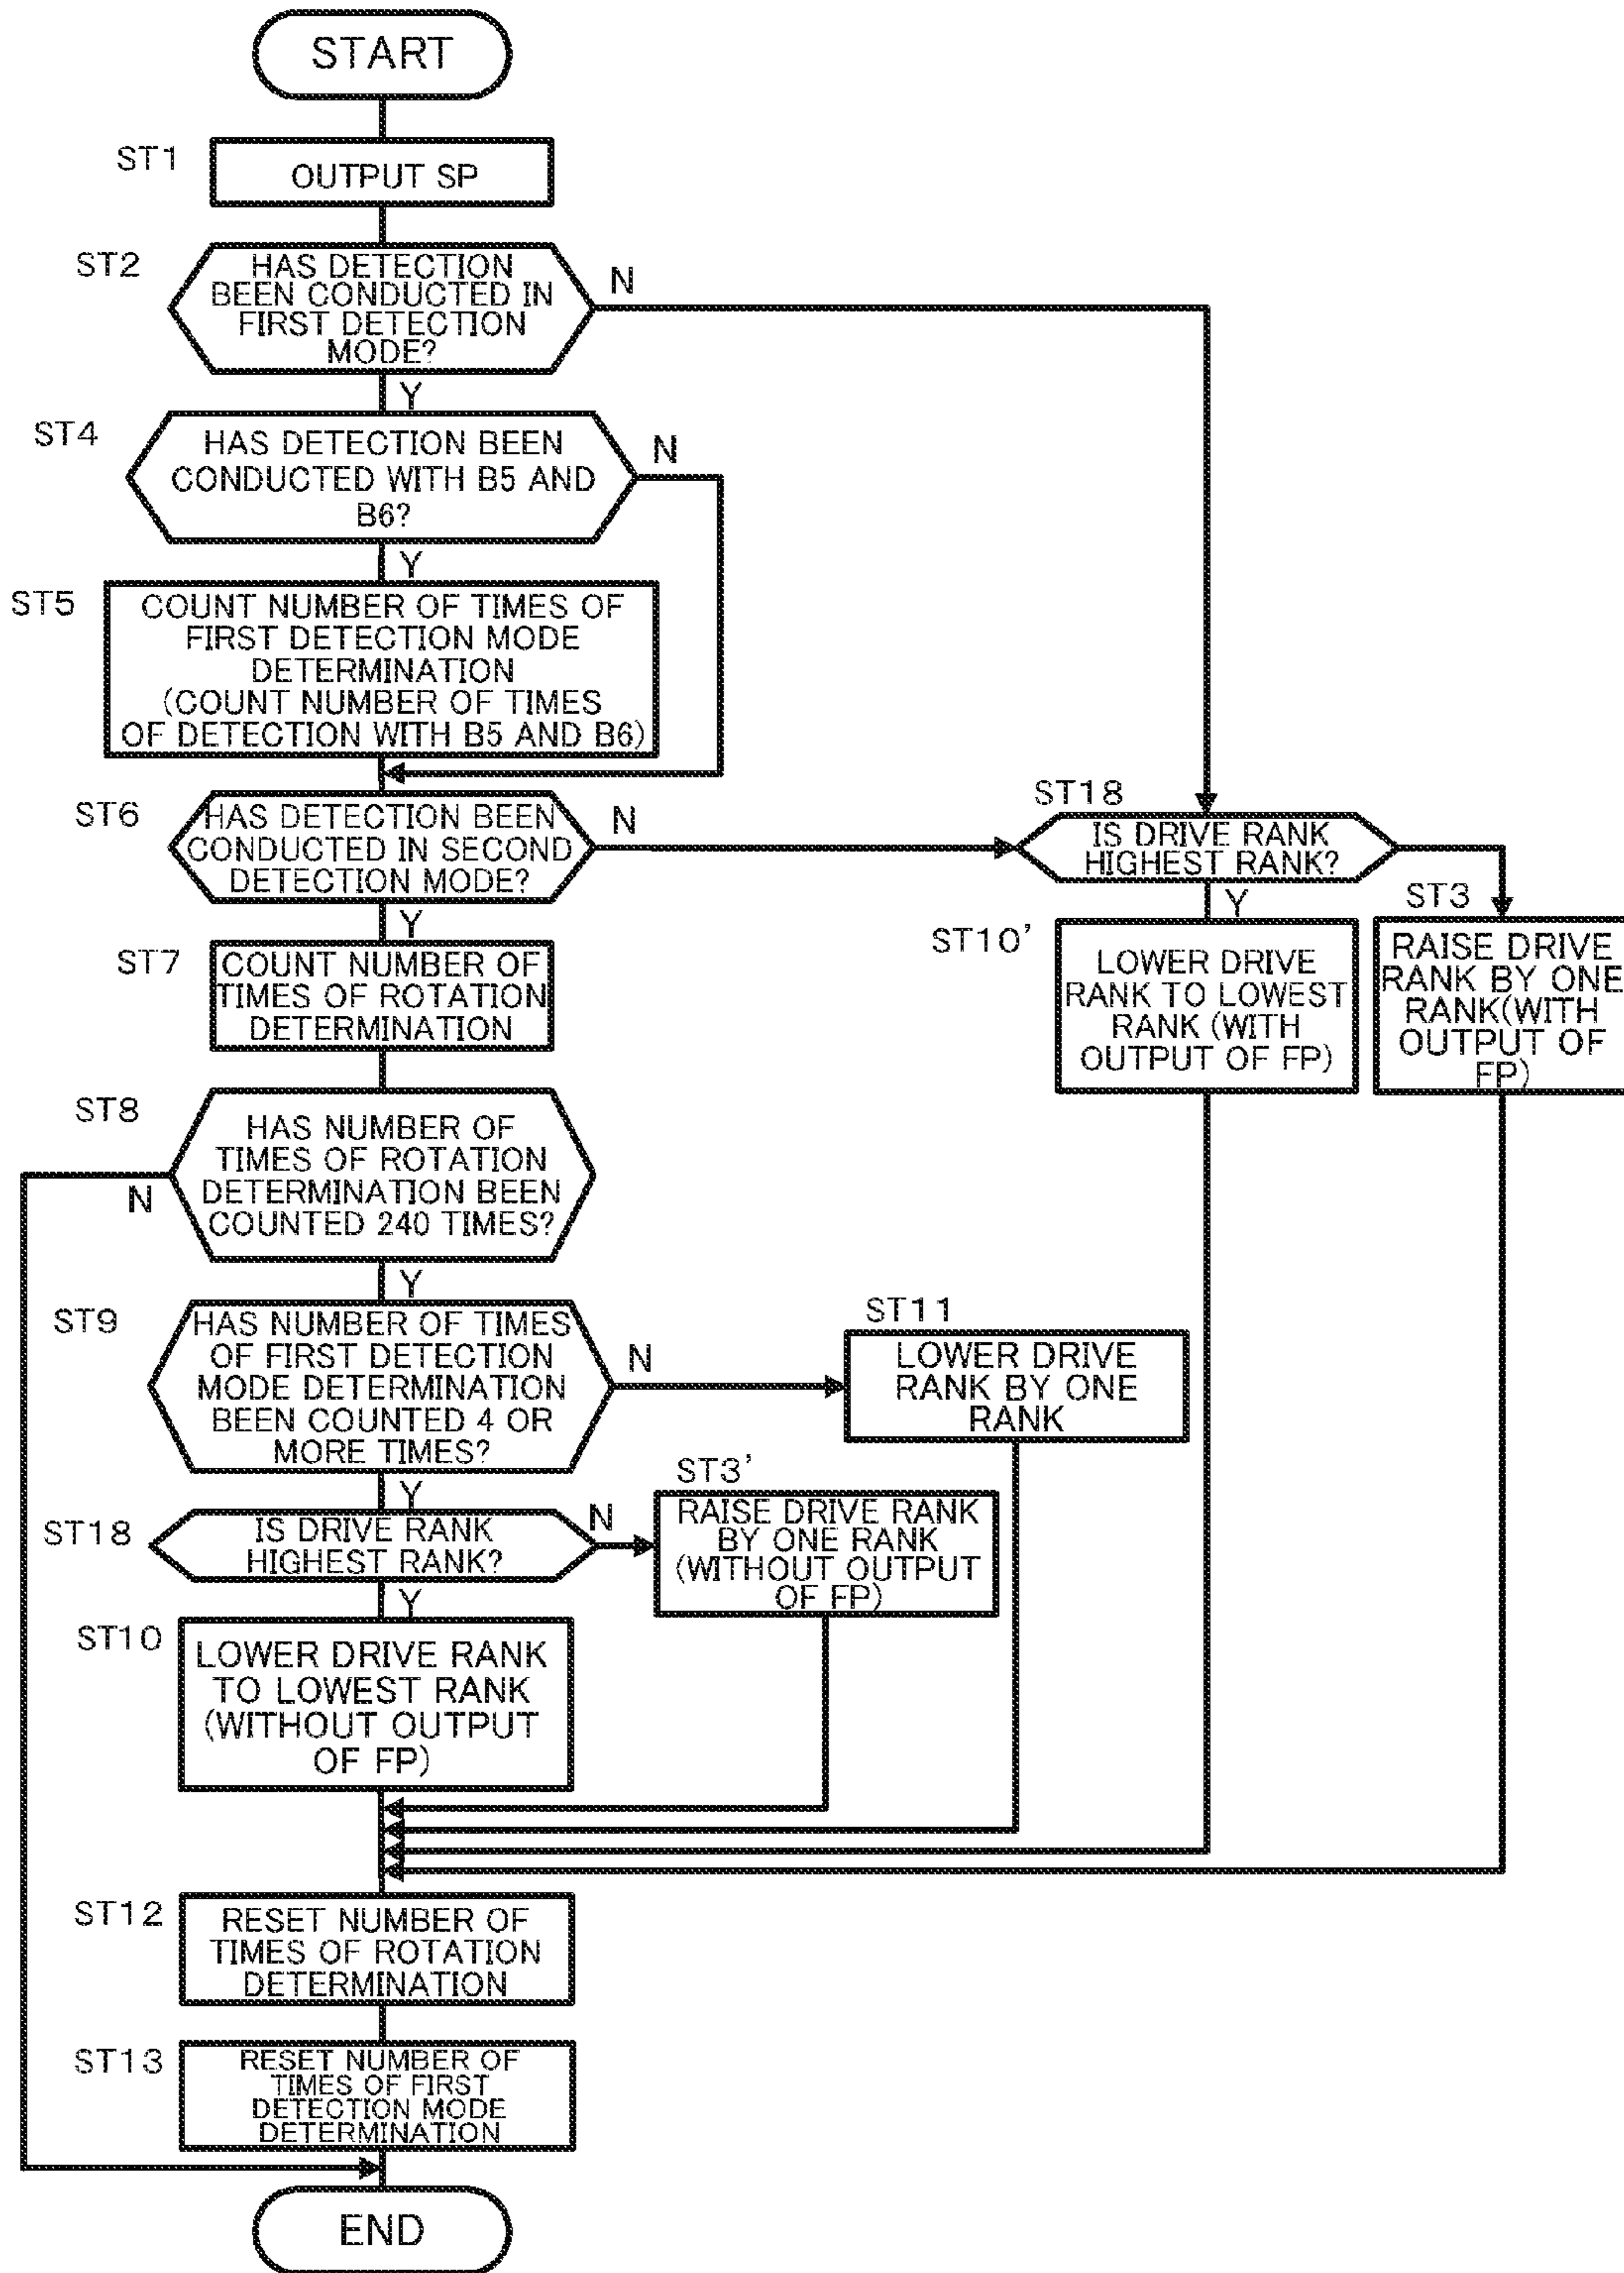 START
ST1
OUTPUT SP
ST2
HAS DETECTION
BEEN CONDUCTED IN
FIRST DETECTION
MODE?
N
Y
ST4
HAS DETECTION BEEN
CONDUCTED WITH B5 AND
B6?
N
Y
ST5
COUNT NUMBER OF TIMES OF
FIRST DETECTION MODE
DETERMINATION
(COUNT NUMBER OF TIMES
OF DETECTION WITH B5 AND B6)
ST6
HAS DETECTION BEEN
CONDUCTED IN SECOND
DETECTION MODE?
N
Y
ST18
IS DRIVE RANK
HIGHEST RANK?
Y
ST10'
LOWER DRIVE
RANK TO LOWEST
RANK (WITH
OUTPUT OF FP)
ST3
RAISE DRIVE
RANK BY ONE
RANK(WITH
OUTPUT OF
FP)
ST7
COUNT NUMBER OF
TIMES OF ROTATION
DETERMINATION
ST8
HAS NUMBER OF
TIMES OF ROTATION
DETERMINATION BEEN
COUNTED 240 TIMES?
N
Y
ST9
HAS NUMBER OF TIMES
OF FIRST DETECTION
MODE DETERMINATION
BEEN COUNTED 4 OR
MORE TIMES?
N
Y
ST11
LOWER DRIVE
RANK BY ONE
RANK
ST18
IS DRIVE RANK
HIGHEST RANK?
N
Y
ST3'
RAISE DRIVE RANK
BY ONE RANK
(WITHOUT OUTPUT
OF FP)
ST10
LOWER DRIVE RANK
TO LOWEST RANK
(WITHOUT OUTPUT
OF FP)
ST12
RESET NUMBER OF
TIMES OF ROTATION
DETERMINATION
ST13
RESET NUMBER OF
TIMES OF FIRST
DETECTION MODE
DETERMINATION
END